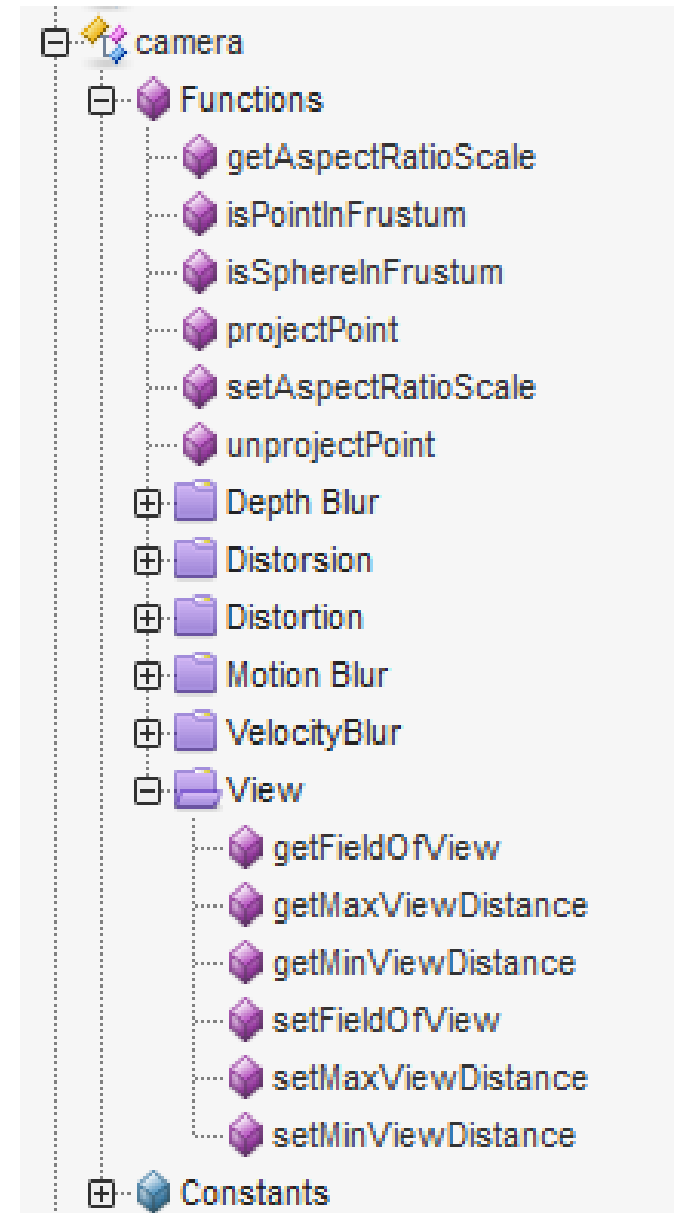 camera
Functions
getAspectRatioScale
isPointInFrustum
isSphereInFrustum
projectPoint
setAspectRatioScale
unprojectPoint
Depth Blur
Distorsion
Distortion
Motion Blur
VelocityBlur
View
getFieldOfView
getMaxViewDistance
getMinViewDistance
setFieldOfView
setMaxViewDistance
setMinViewDistance
Constants